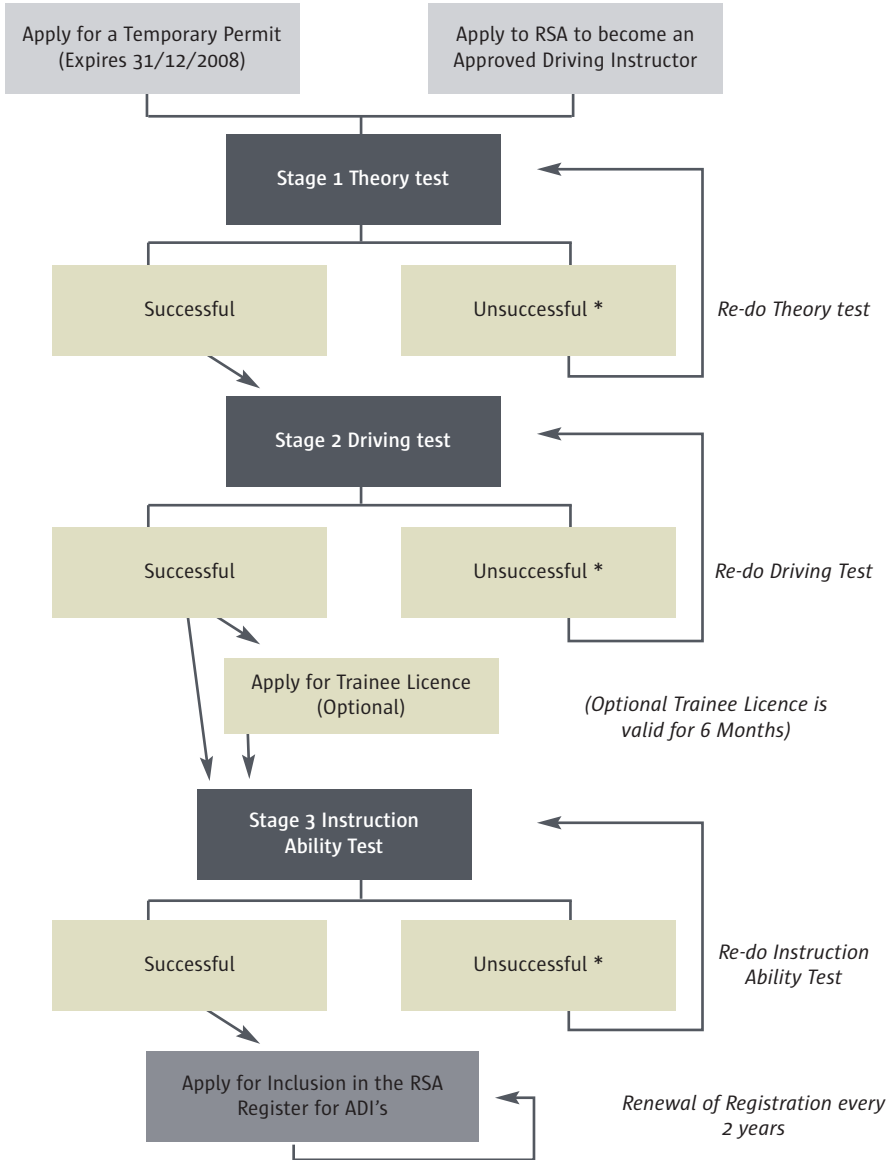 Apply for a Temporary Permit
(Expires 31/12/2008)
Apply to RSA to become an
Approved Driving Instructor
Stage 1 Theory test
Successful
Unsuccessful *
Re-do Theory test
Stage 2 Driving test
Successful
Unsuccessful *
Re-do Driving Test
Apply for Trainee Licence
(Optional)
(Optional Trainee Licence is
valid for 6 Months)
Stage 3 Instruction
Ability Test
Successful
Unsuccessful *
Re-do Instruction
Ability Test
Apply for Inclusion in the RSA
Register for ADI's
Renewal of Registration every
2 years